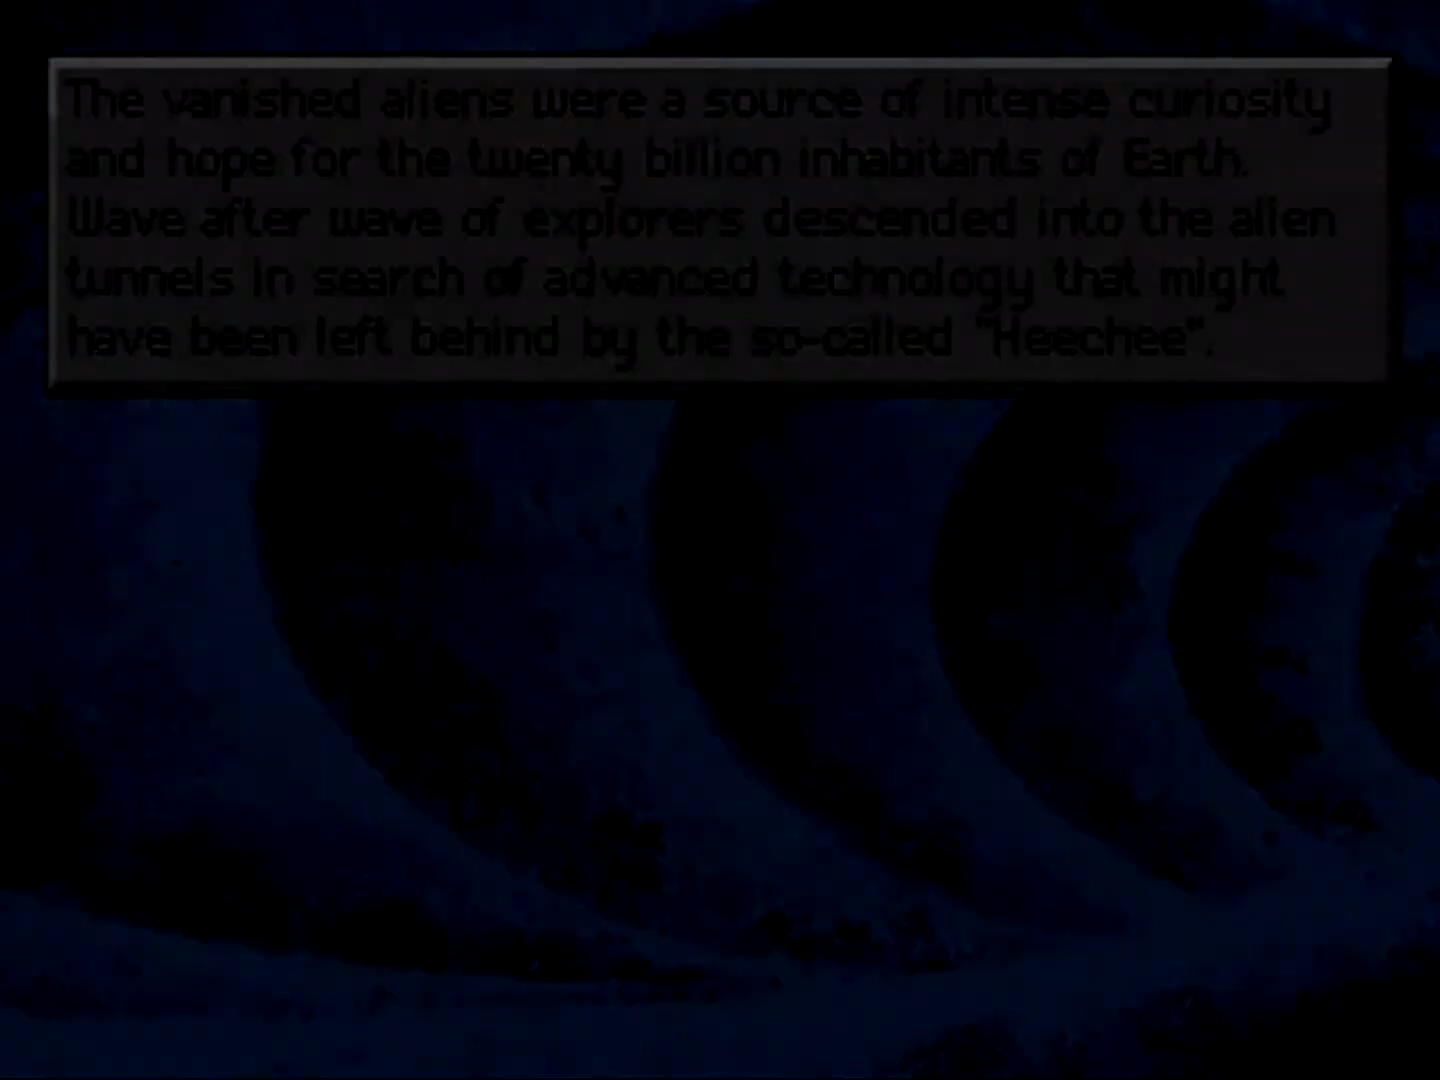 The vanished aliens were a source of intense curiosity
and hope for the twenty billion inhabitants of Earth.
Wave after wave of explorers descended into the alien
tunnels in search of advanced technology that might
have been left behind by the so-called "Heechee".